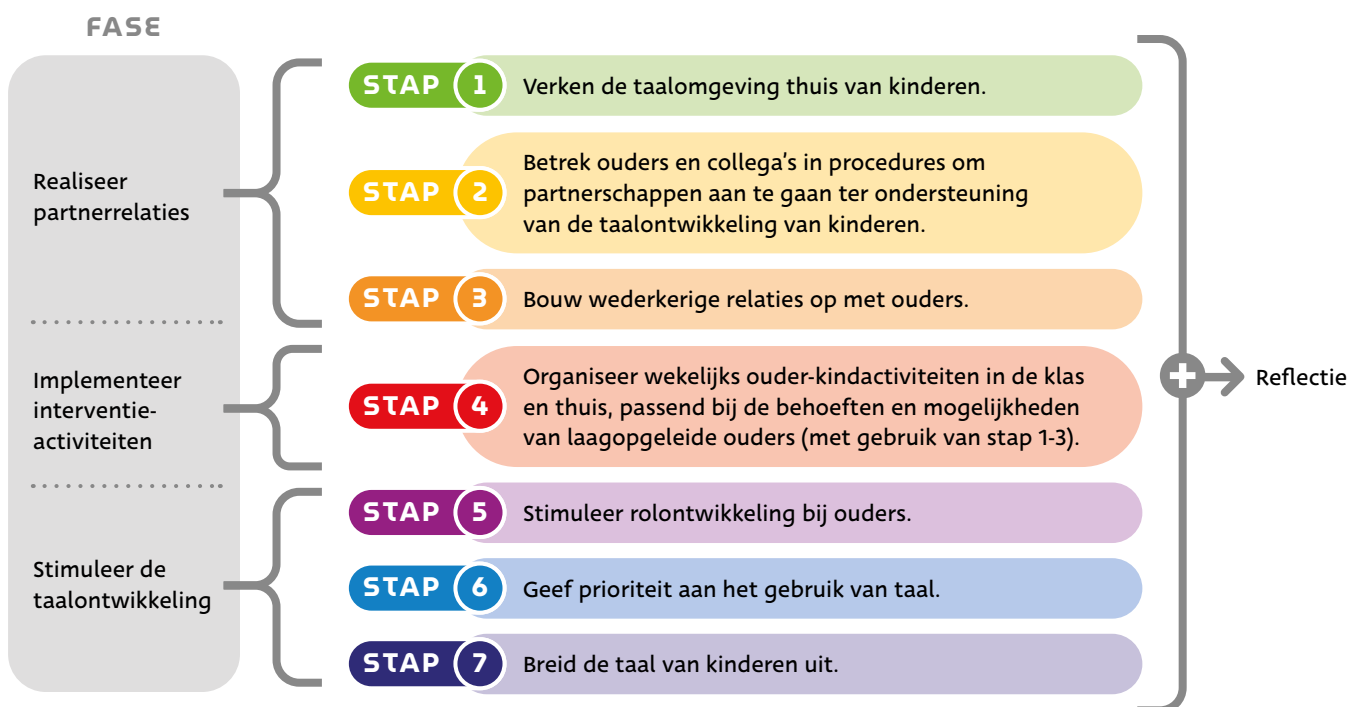 FASE
Realiseer
partnerrelaties
STAP 1
Verken de taalomgeving thuis van kinderen.
STAP 2
Betrek ouders en collega's in procedures om
partnerschappen aan te gaan ter ondersteuning
van de taalontwikkeling van kinderen.
STAP 3
Bouw wederkerige relaties op met ouders.
Implementeer
interventie-
activiteiten
STAP 4
Organiseer wekelijks ouder-kindactiviteiten in de klas
en thuis, passend bij de behoeften en mogelijkheden
van laagopgeleide ouders (met gebruik van stap 1-3).
Stimuleer de
taalontwikkeling
STAP 5
Stimuleer rolontwikkeling bij ouders.
STAP 6
Geef prioriteit aan het gebruik van taal.
STAP 7
Breid de taal van kinderen uit.
+
Reflectie